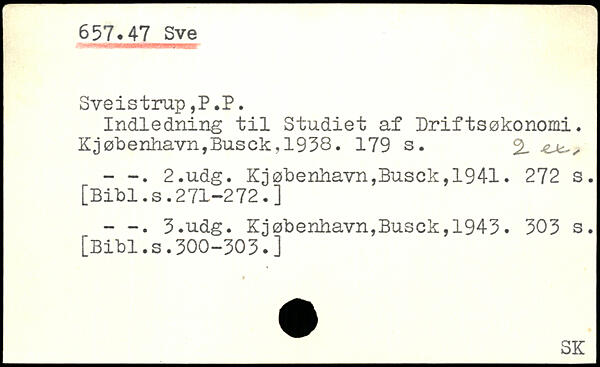 657.47 Sve
Sveistrup,P.P.
Indledning til Studiet af Driftsøkonomi.
Kjøbenhavn,Busck,1938. 179 s. 2 ex.
- -. 2.udg. Kjøbenhavn,Busck,1941. 272 s.
[Bibl.s.271-272.]
- -. 3.udg. Kjøbenhavn,Busck,1943. 303 s.
[Bibl.s.300-303.]
SK